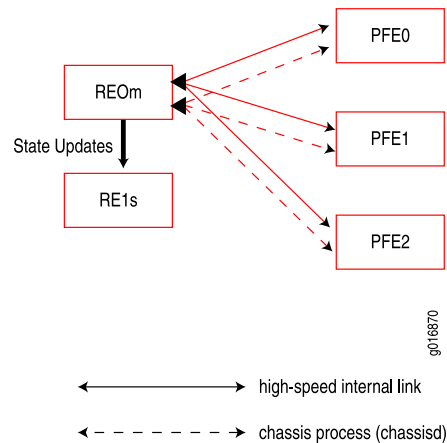 PFE0
REOm
PFE1
State Updates
RE1s
PFE2
g016870
high-speed internal link
chassis process (chassisd)